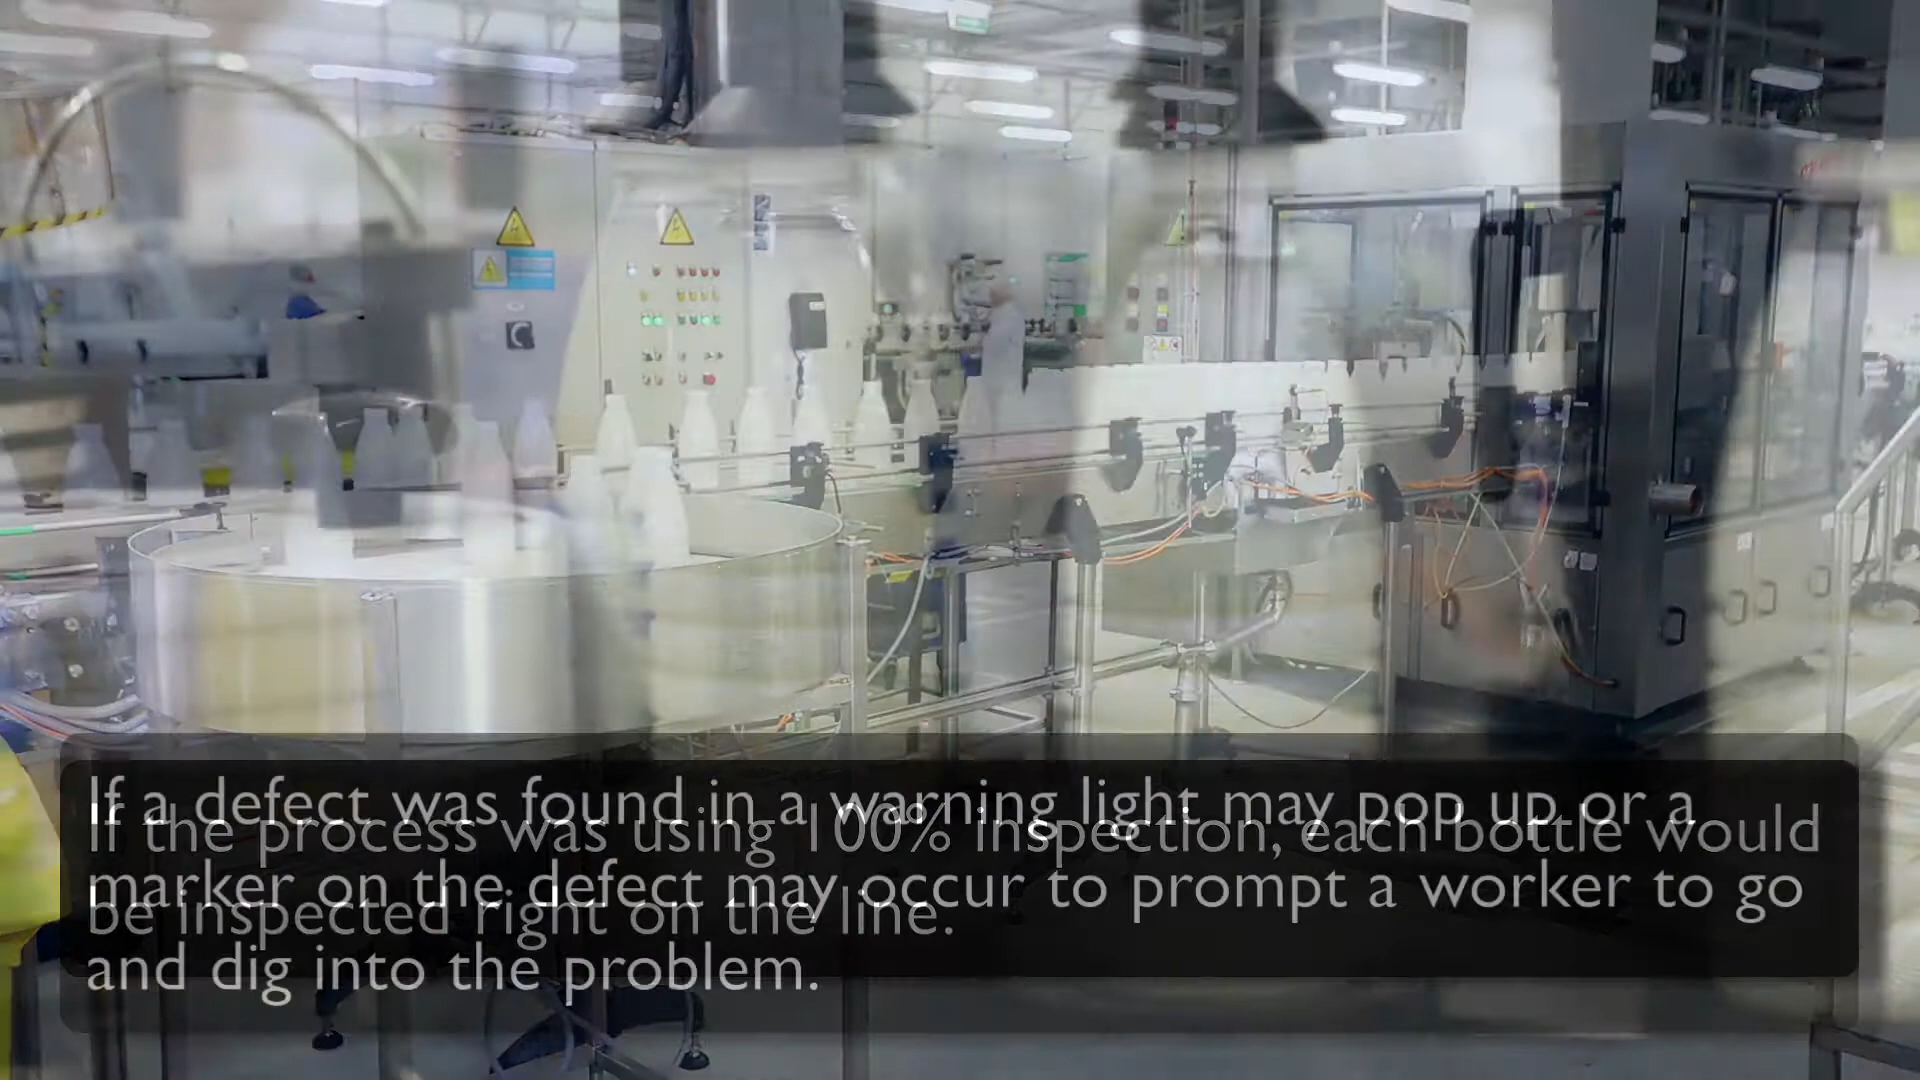 If the process was using 100% inspection, each bottle would
be inspected right on the line.
If a defect was found in a warning light may pop up or a
marker on the defect may occur to prompt a worker to go
and dig into the problem.